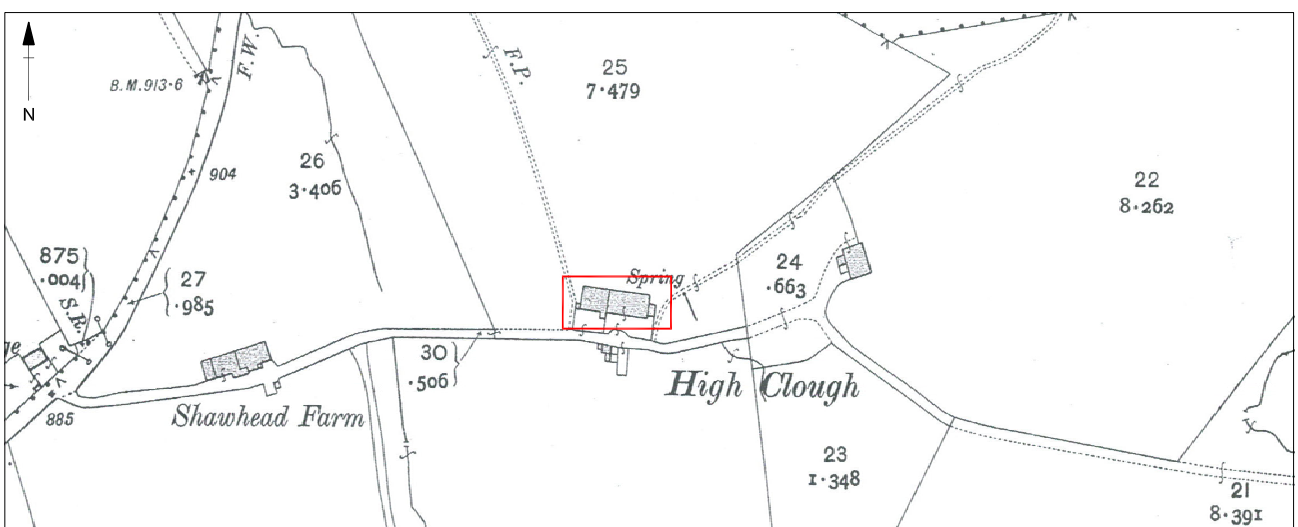 N
B.M. 913·6
F.W.
F.P.
25
7·479
26
3·406
904
22
8·262
875
·004
S.R.
27
·985
Spring
24
·663
30
·506
High Clough
Shawhead Farm
885
23
1·348
21
8·391